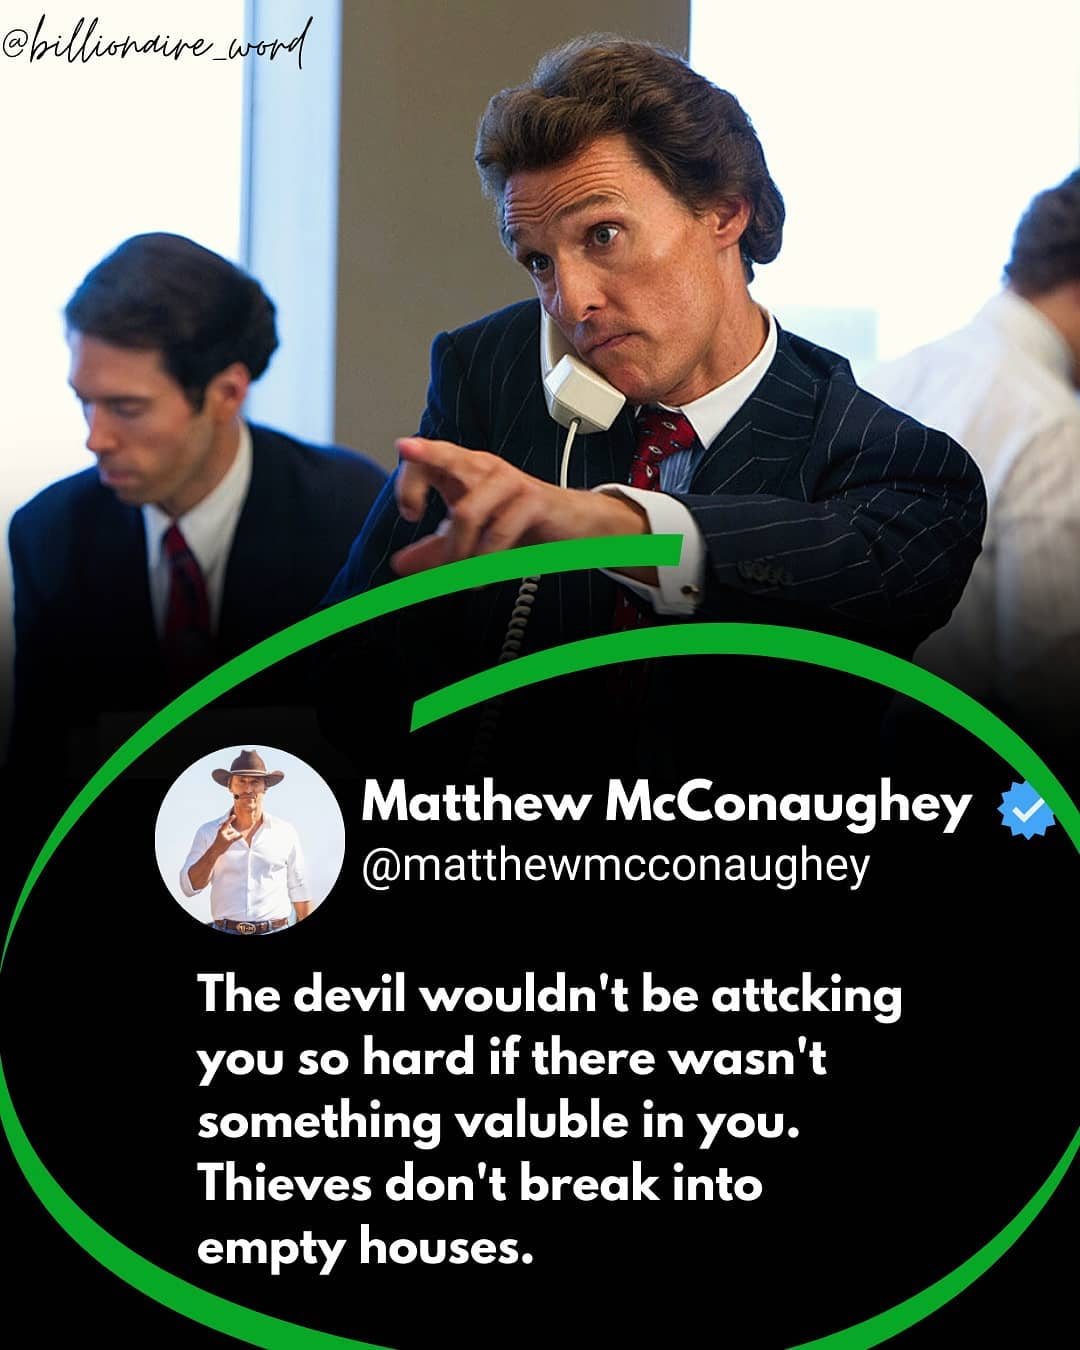 @billionaire_word
Matthew McConaughey
@matthewmcconaughey
The devil wouldn't be attcking
you so hard if there wasn't
something valuble in you.
Thieves don't break into
empty houses.